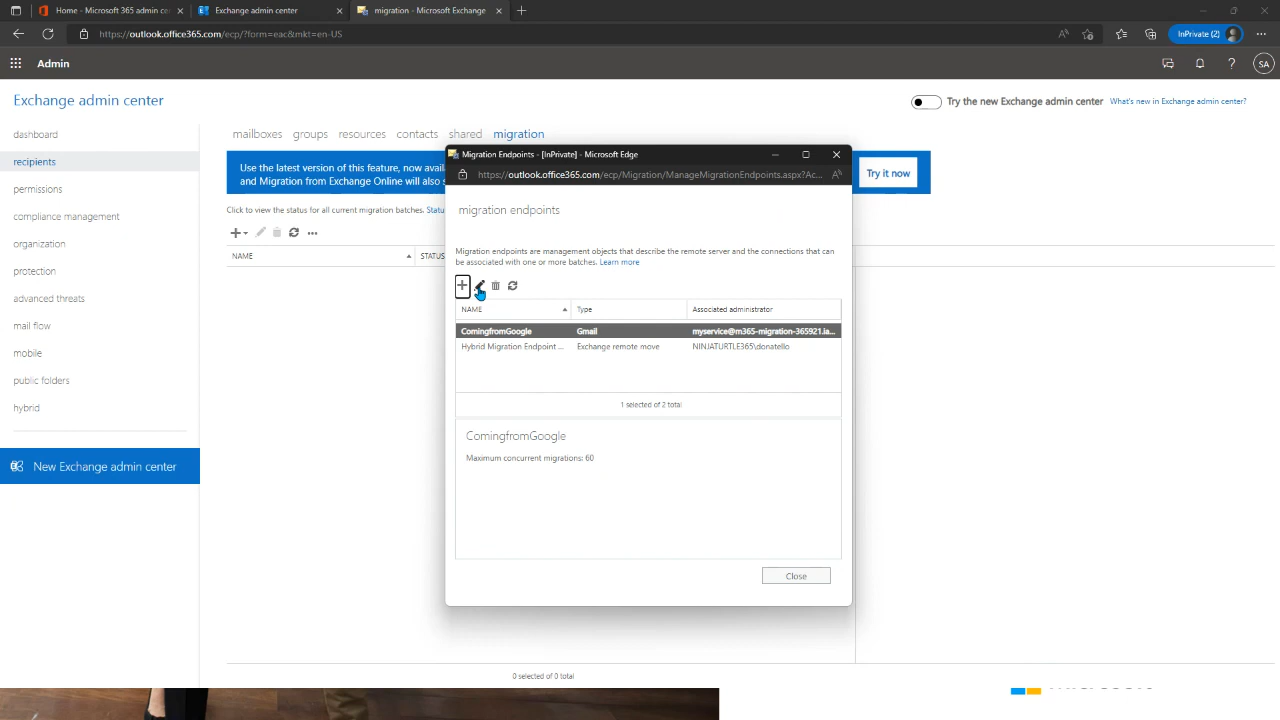 Home - Microsoft 365 admin cen
Exchange admin center
migration - Microsoft Exchange
https://outlook.office365.com/ecp/?form=eac&mkt=en-US
InPrivate (2)
Admin
SA
Exchange admin center
Try the new Exchange admin center
What's new in Exchange admin center?
dashboard
recipients
permissions
compliance management
organization
protection
advanced threats
mail flow
mobile
public folders
hybrid
New Exchange admin center
mailboxes groups resources contacts shared migration
Use the latest version of this feature, now avai
and Migration from Exchange Online will also s
Try it now
Click to view the status for all current migration batches. Statu
NAME
STATUS
0 selected of 0 total
Migration Endpoints - [InPrivate] - Microsoft Edge
https://outlook.office365.com/ecp/Migration/ManageMigrationEndpoints.aspx?Ac...
migration endpoints
Migration endpoints are management objects that describe the remote server and the connections that can
be associated with one or more batches. Learn more
NAME Type Associated administrator
ComingfromGoogle Gmail myservice@m365-migration-365921.ia...
Hybrid Migration Endpoint ... Exchange remote move NINJATURTLE365\donatello
1 selected of 2 total
ComingfromGoogle
Maximum concurrent migrations: 60
Close